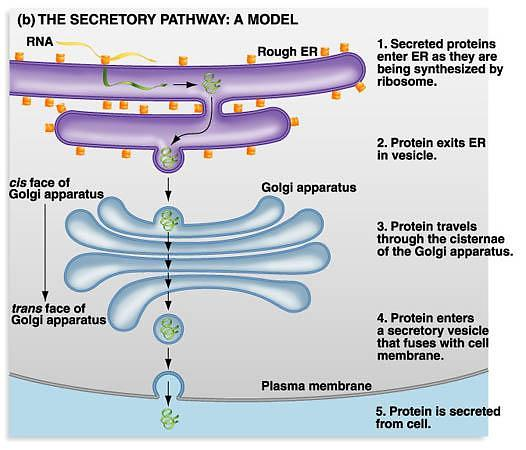 (b) THE SECRETORY PATHWAY: A MODEL
RNA
Rough ER
1. Secreted proteins
enter ER as they are
being synthesized by
ribosome.
2. Protein exits ER
in vesicle.
cis face of
Golgi apparatus
Golgi apparatus
3. Protein travels
through the cisternae
of the Golgi apparatus.
trans face of
Golgi apparatus
4. Protein enters
a secretory vesicle
that fuses with cell
membrane.
Plasma membrane
5. Protein is secreted
from cell.